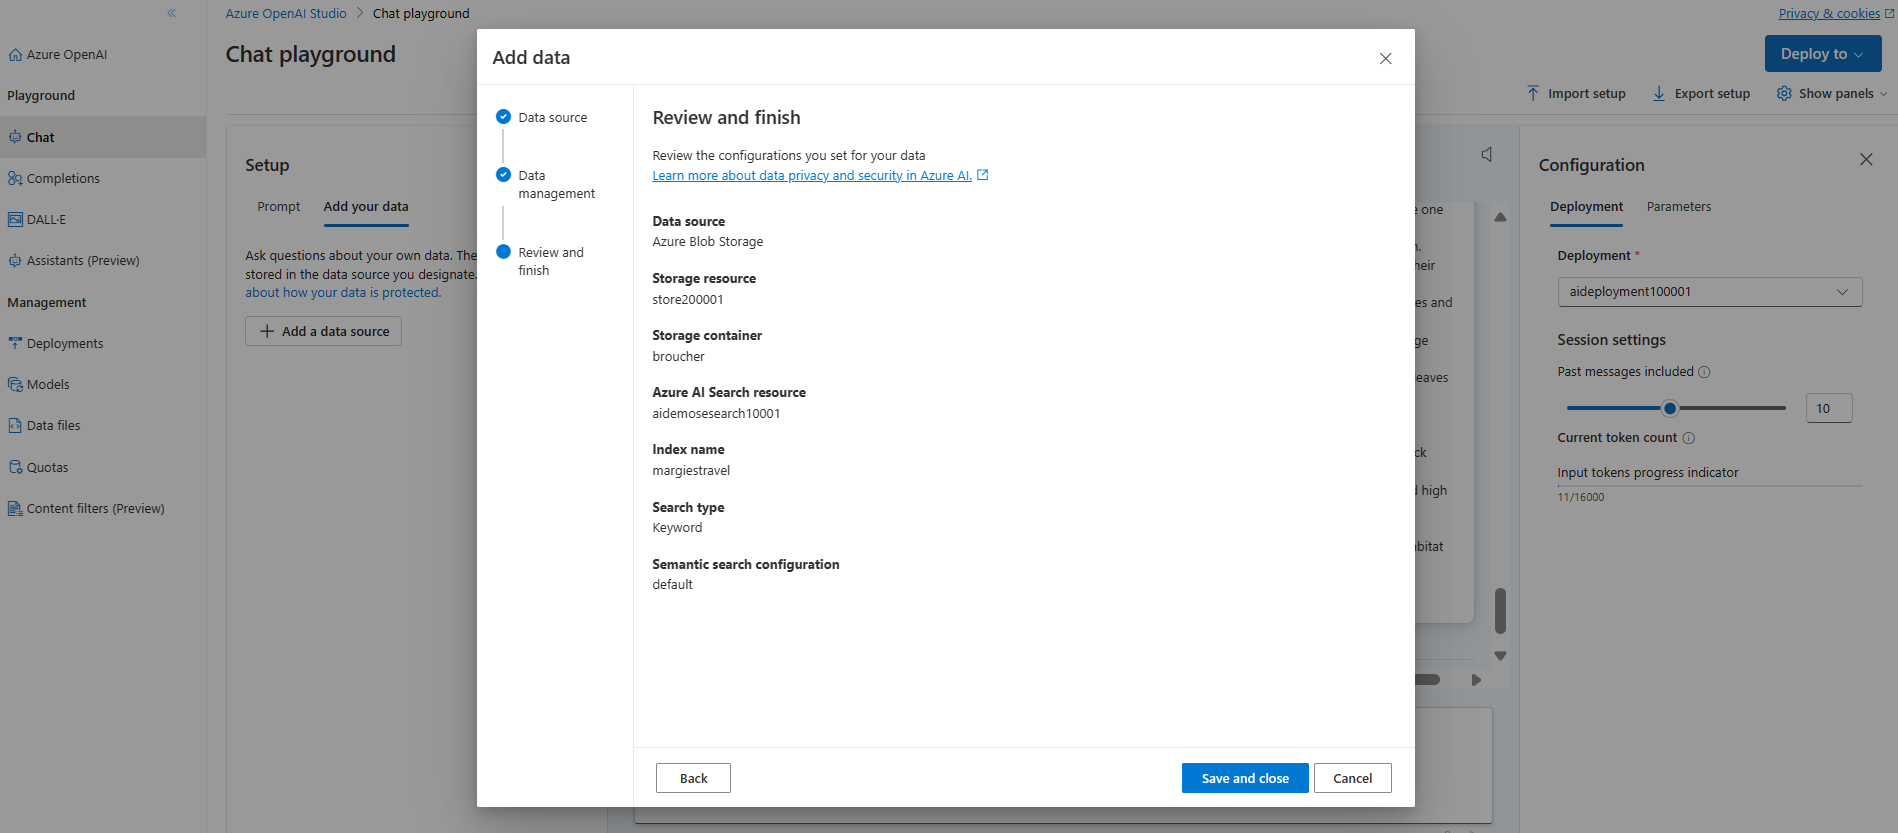 Azure OpenAI Studio > Chat playground
Privacy & cookies
Azure OpenAI
Playground
Chat
Completions
DALL·E
Assistants (Preview)
Management
Deployments
Models
Data files
Quotas
Content filters (Preview)
Chat playground
Deploy to
Import setup
Export setup
Show panels
Setup
Prompt
Add your data
Ask questions about your own data. The
stored in the data source you designate.
about how your data is protected.
Add a data source
Add data
Data source
Data
management
Review and
finish
Review and finish
Review the configurations you set for your data
Learn more about data privacy and security in Azure AI.
Data source
Azure Blob Storage
Storage resource
store200001
Storage container
broucher
Azure AI Search resource
aidemosesearch10001
Index name
margiestravel
Search type
Keyword
Semantic search configuration
default
Back
Save and close
Cancel
one
es and
ge
eaves
ck
high
Configuration
Deployment
Parameters
Deployment *
aideployment100001
Session settings
Past messages included
10
Current token count
Input tokens progress indicator
11/16000